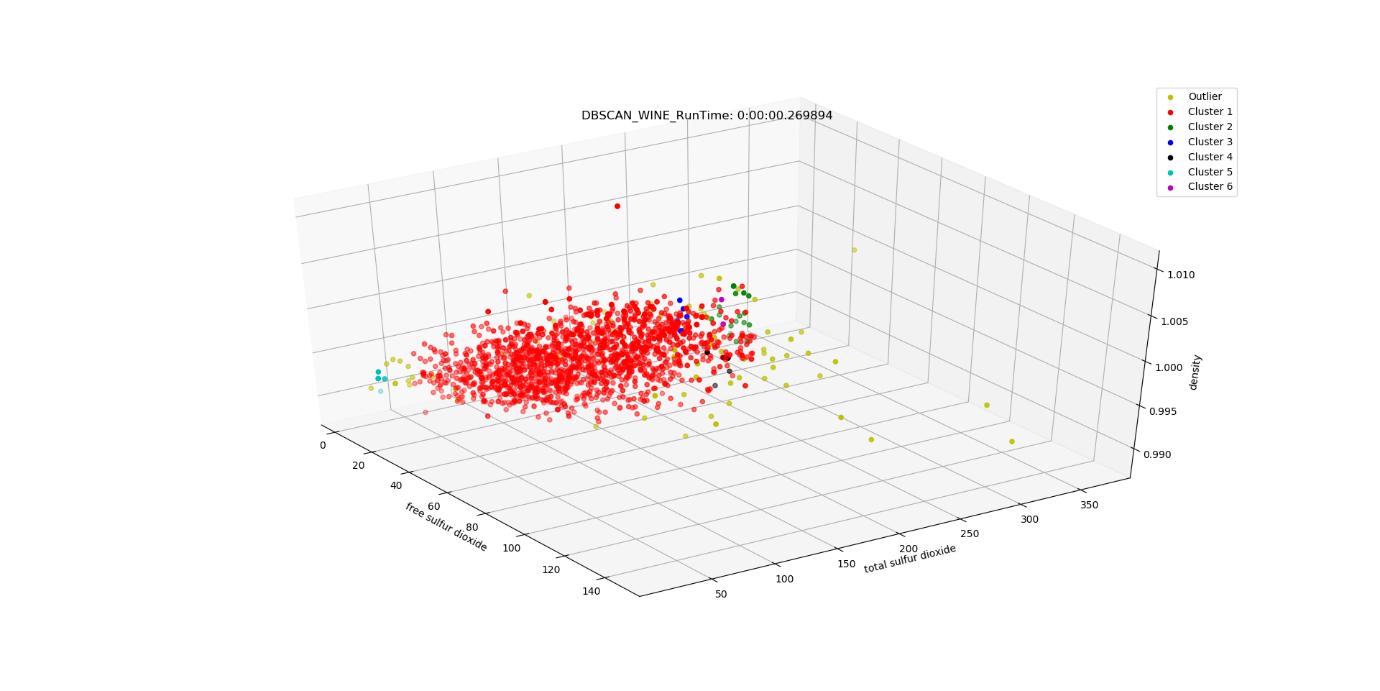 DBSCAN_WINE_RunTime: 0:00:00.269894
Outlier
Cluster 1
Cluster 2
Cluster 3
Cluster 4
Cluster 5
Cluster 6
1.010
1.005
1.000
0.995
0.990
density
0
20
40
60
80
100
120
140
free sulfur dioxide
50
100
150
200
250
300
350
total sulfur dioxide